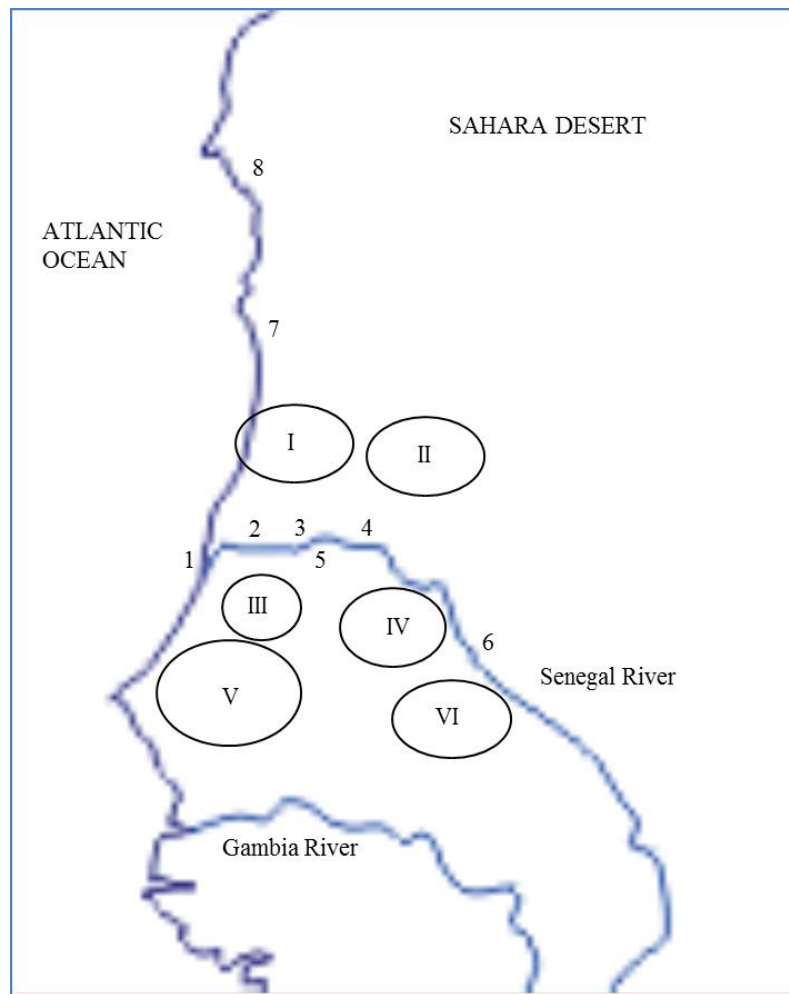 SAHARA DESERT
8
ATLANTIC
OCEAN
7
I
II
2
3
4
1
5
III
IV
6
Senegal River
V
VI
Gambia River